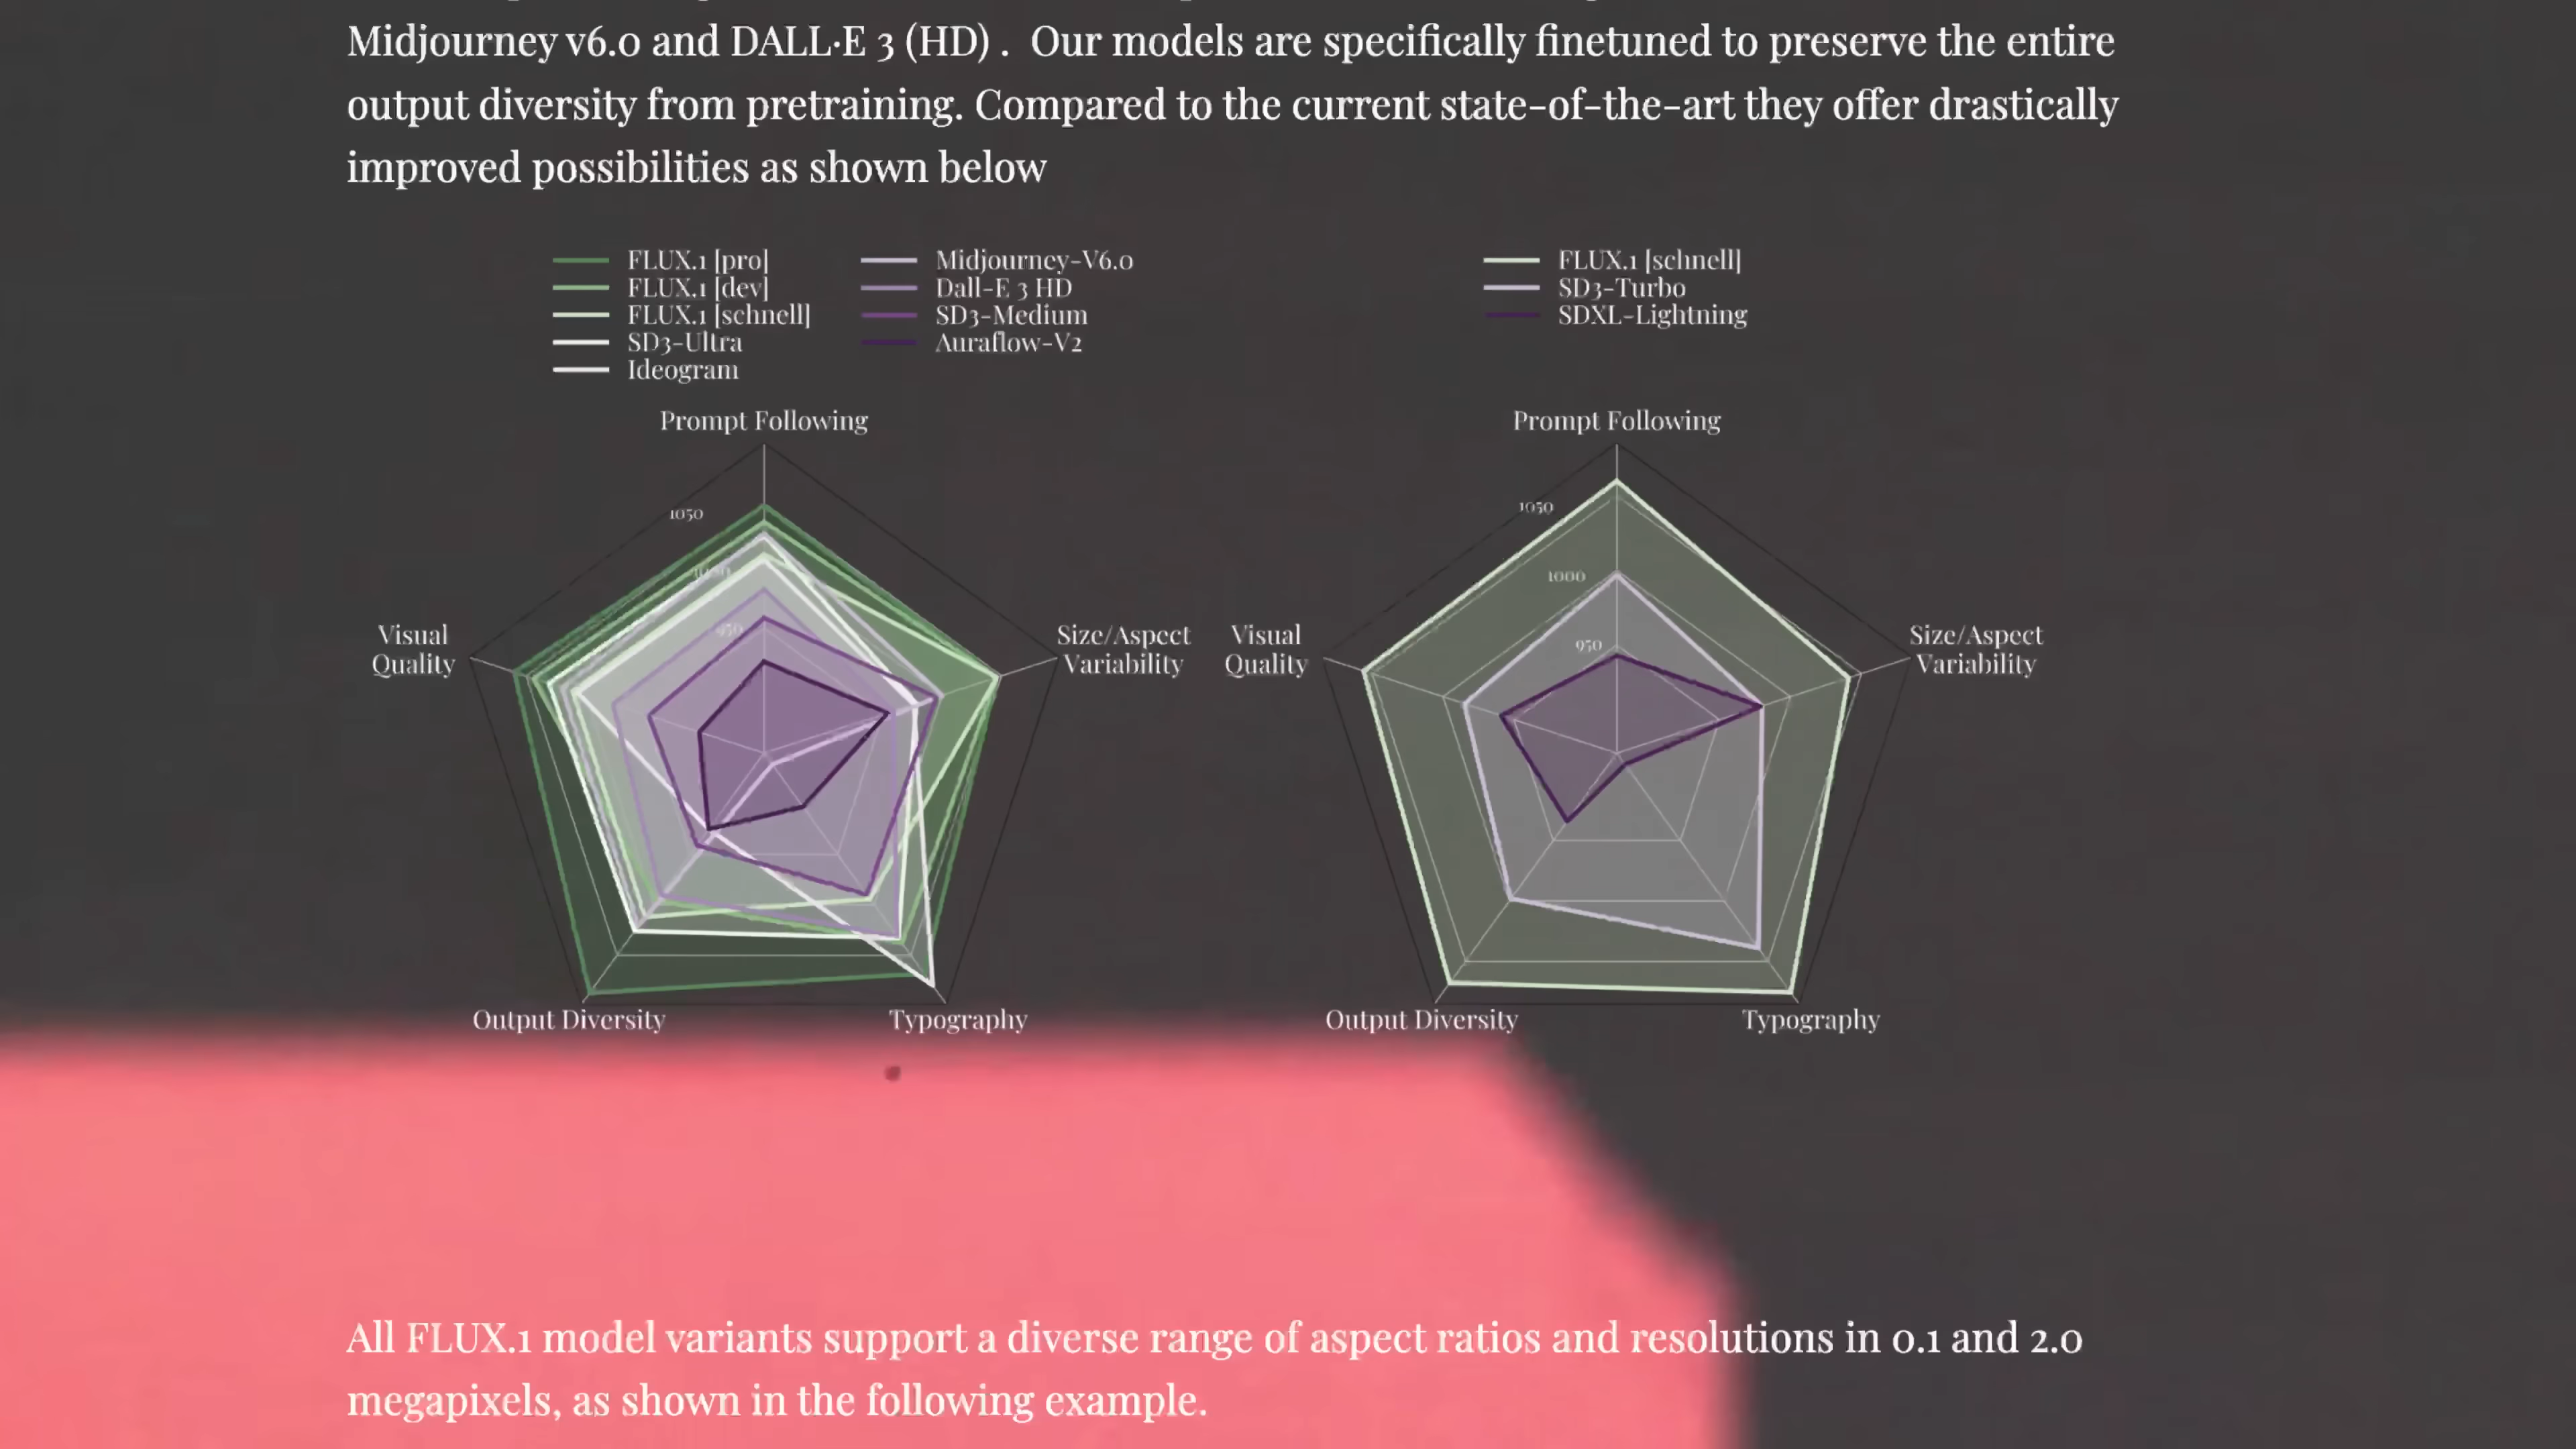 Midjourney v6.0 and DALL·E 3 (HD) .  Our models are specifically finetuned to preserve the entire
output diversity from pretraining. Compared to the current state-of-the-art they offer drastically
improved possibilities as shown below
FLUX.1 [pro]
FLUX.1 [dev]
FLUX.1 [schnell]
SD3-Ultra
Ideogram
Midjourney-V6.0
Dall-E 3 HD
SD3-Medium
Auraflow-V2
Prompt Following
1050
950
Visual
Quality
Size/Aspect
Variability
Output Diversity
Typography
FLUX.1 [schnell]
SD3-Turbo
SDXL-Lightning
Prompt Following
1050
1000
950
Visual
Quality
Size/Aspect
Variability
Output Diversity
Typography
All FLUX.1 model variants support a diverse range of aspect ratios and resolutions in 0.1 and 2.0
megapixels, as shown in the following example.